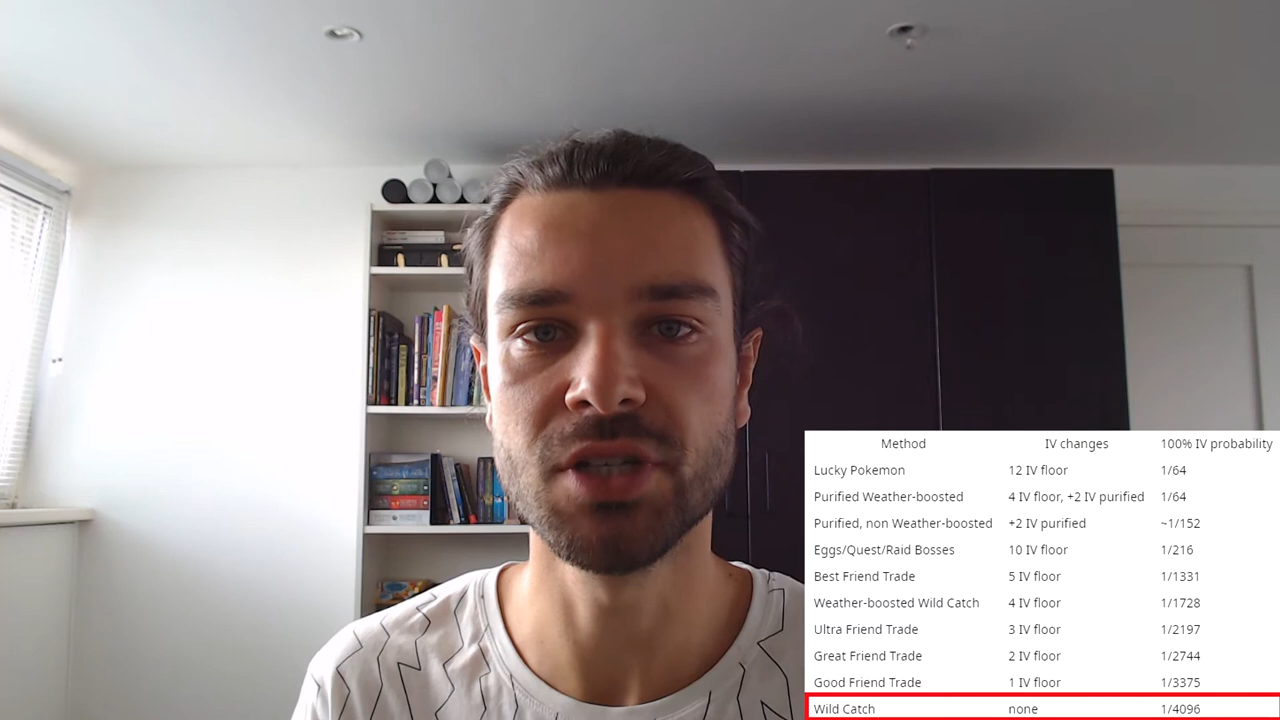 Method IV changes 100% IV probability
Lucky Pokemon 12 IV floor 1/64
Purified Weather-boosted 4 IV floor, +2 IV purified 1/64
Purified, non Weather-boosted +2 IV purified ~1/152
Eggs/Quest/Raid Bosses 10 IV floor 1/216
Best Friend Trade 5 IV floor 1/1331
Weather-boosted Wild Catch 4 IV floor 1/1728
Ultra Friend Trade 3 IV floor 1/2197
Great Friend Trade 2 IV floor 1/2744
Good Friend Trade 1 IV floor 1/3375
Wild Catch none 1/4096